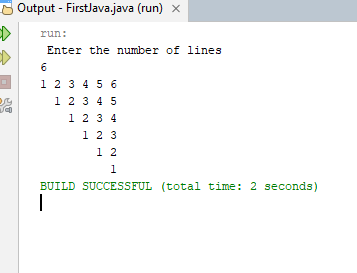 Output - FirstJava.java (run) ×
run:
 Enter the number of lines
6
1 2 3 4 5 6
  1 2 3 4 5
    1 2 3 4
      1 2 3
        1 2
          1
BUILD SUCCESSFUL (total time: 2 seconds)